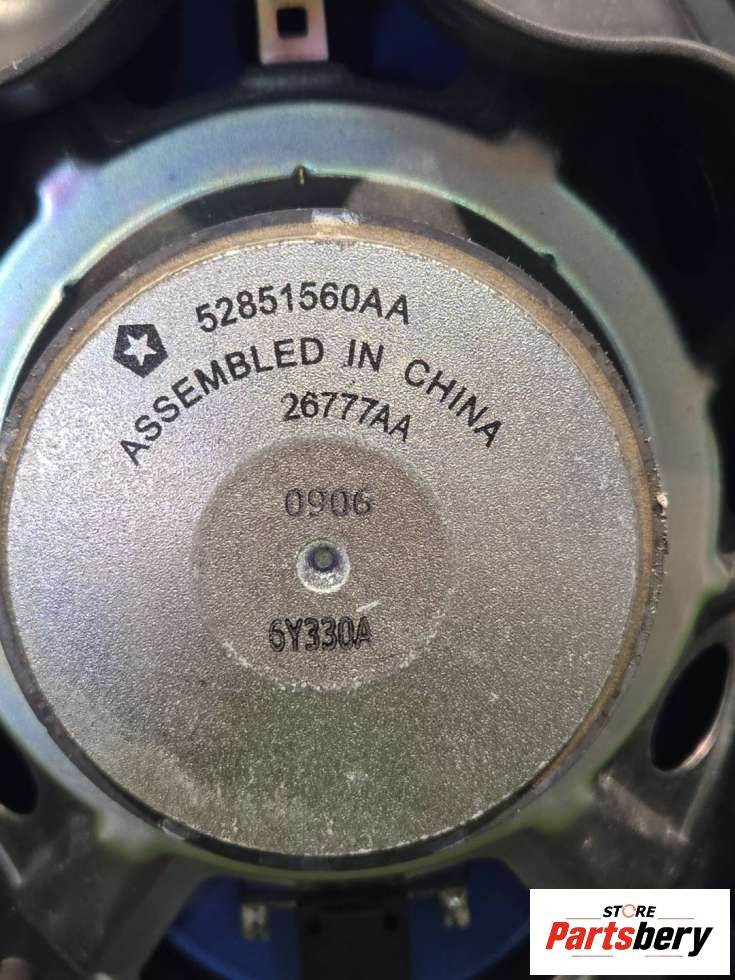 52851560AA
ASSEMBLED IN CHINA
26777AA
0906
6Y330A
STORE
Partsbery